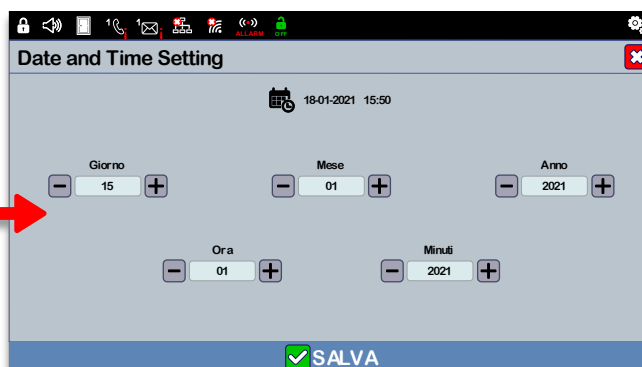 1 1 ALLARM OFF
Date and Time Setting
18-01-2021 15:50
Giorno Mese Anno
15 01 2021
Ora Minuti
01 2021
SALVA